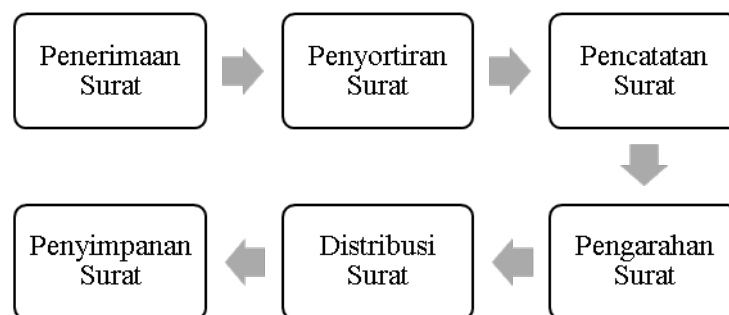 Penerimaan
Surat
Penyortiran
Surat
Pencatatan
Surat
Pengarahan
Surat
Distribusi
Surat
Penyimpanan
Surat